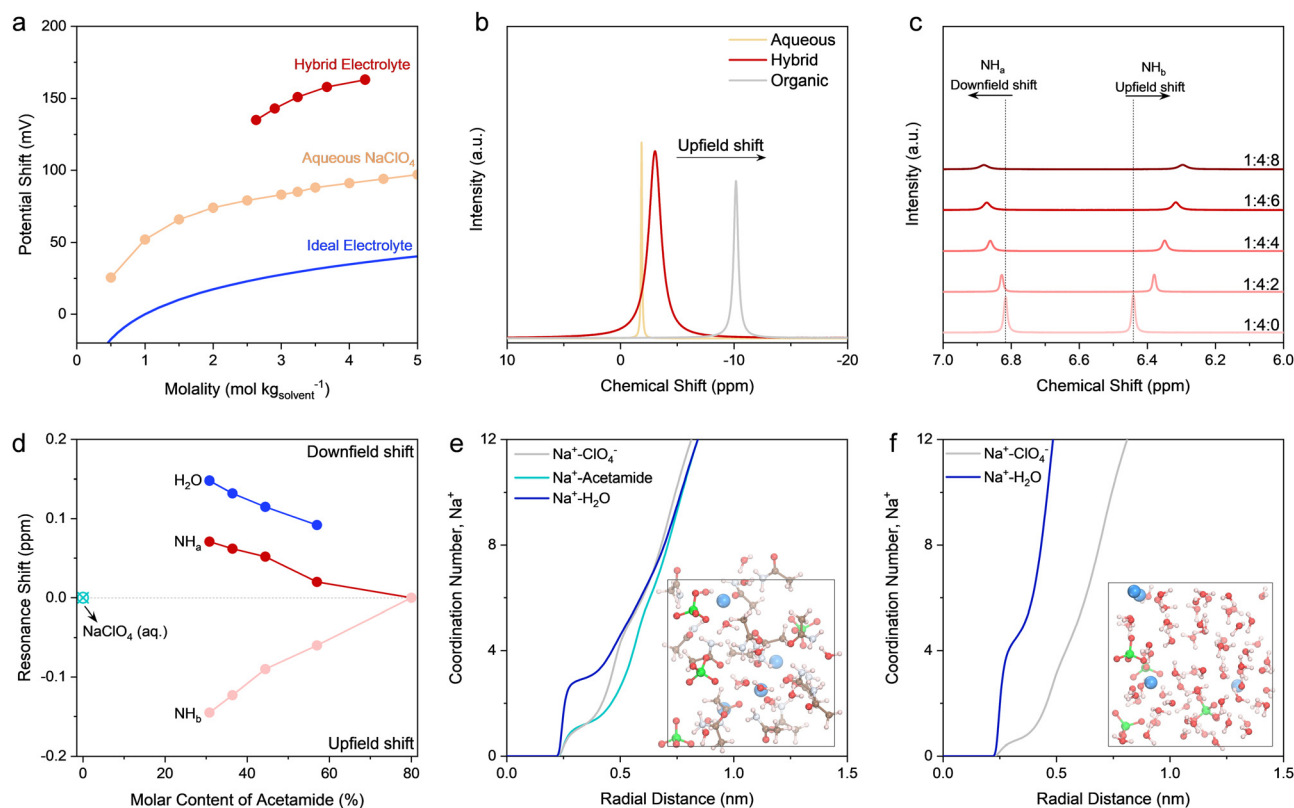 a
200
150
100
50
0
Potential Shift (mV)
Hybrid Electrolyte
Aqueous NaClO₄
Ideal Electrolyte
0 1 2 3 4 5
Molality (mol kg_solvent⁻¹)
b
Intensity (a.u.)
Aqueous
Hybrid
Organic
Upfield shift
10 0 -10 -20
Chemical Shift (ppm)
c
Intensity (a.u.)
NHₐ
Downfield shift
NH_b
Upfield shift
1:4:8
1:4:6
1:4:4
1:4:2
1:4:0
7.0 6.8 6.6 6.4 6.2 6.0
Chemical Shift (ppm)
d
0.2
0.1
0.0
-0.1
-0.2
Resonance Shift (ppm)
Downfield shift
H₂O
NHₐ
NaClO₄ (aq.)
NH_b
Upfield shift
0 20 40 60 80
Molar Content of Acetamide (%)
e
12
8
4
0
Coordination Number, Na⁺
Na⁺-ClO₄⁻
Na⁺-Acetamide
Na⁺-H₂O
0.0 0.5 1.0 1.5
Radial Distance (nm)
f
12
8
4
0
Coordination Number, Na⁺
Na⁺-ClO₄⁻
Na⁺-H₂O
0.0 0.5 1.0 1.5
Radial Distance (nm)